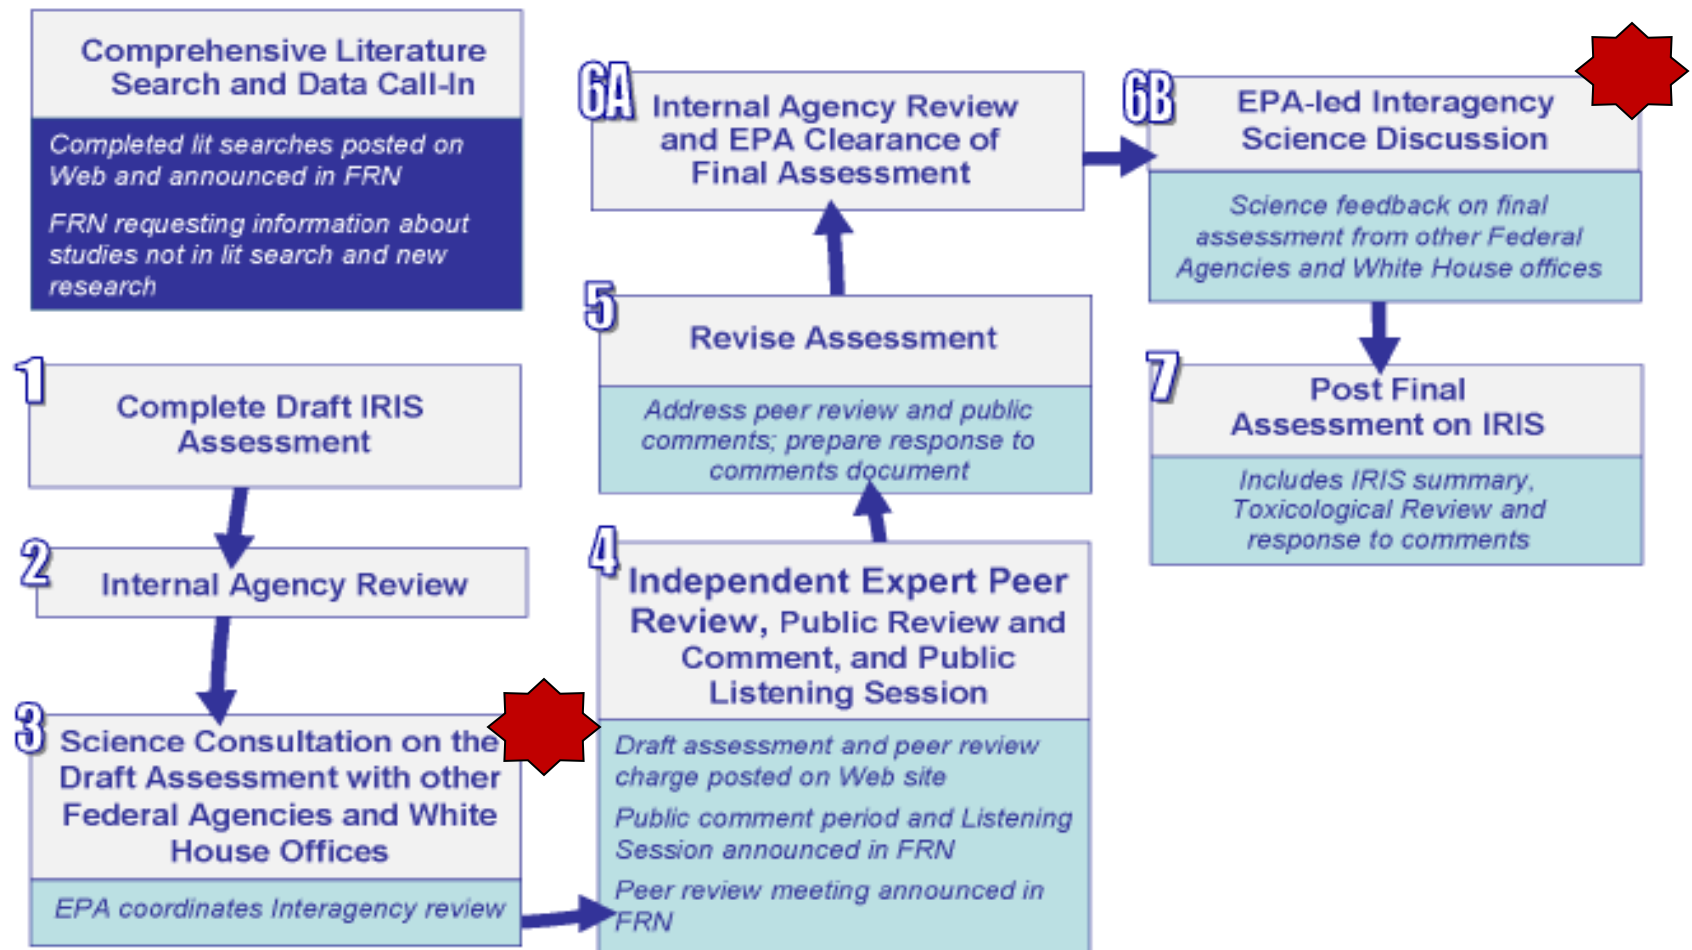 Comprehensive Literature
Search and Data Call-In
Completed lit searches posted on
Web and announced in FRN
FRN requesting information about
studies not in lit search and new
research
1
Complete Draft IRIS
Assessment
2
Internal Agency Review
3
Science Consultation on the
Draft Assessment with other
Federal Agencies and White
House Offices
EPA coordinates Interagency review
4
Independent Expert Peer
Review, Public Review and
Comment, and Public
Listening Session
Draft assessment and peer review
charge posted on Web site
Public comment period and Listening
Session announced in FRN
Peer review meeting announced in
FRN
5
Revise Assessment
Address peer review and public
comments; prepare response to
comments document
6A
Internal Agency Review
and EPA Clearance of
Final Assessment
6B
EPA-led Interagency
Science Discussion
Science feedback on final
assessment from other Federal
Agencies and White House offices
7
Post Final
Assessment on IRIS
Includes IRIS summary,
Toxicological Review and
response to comments